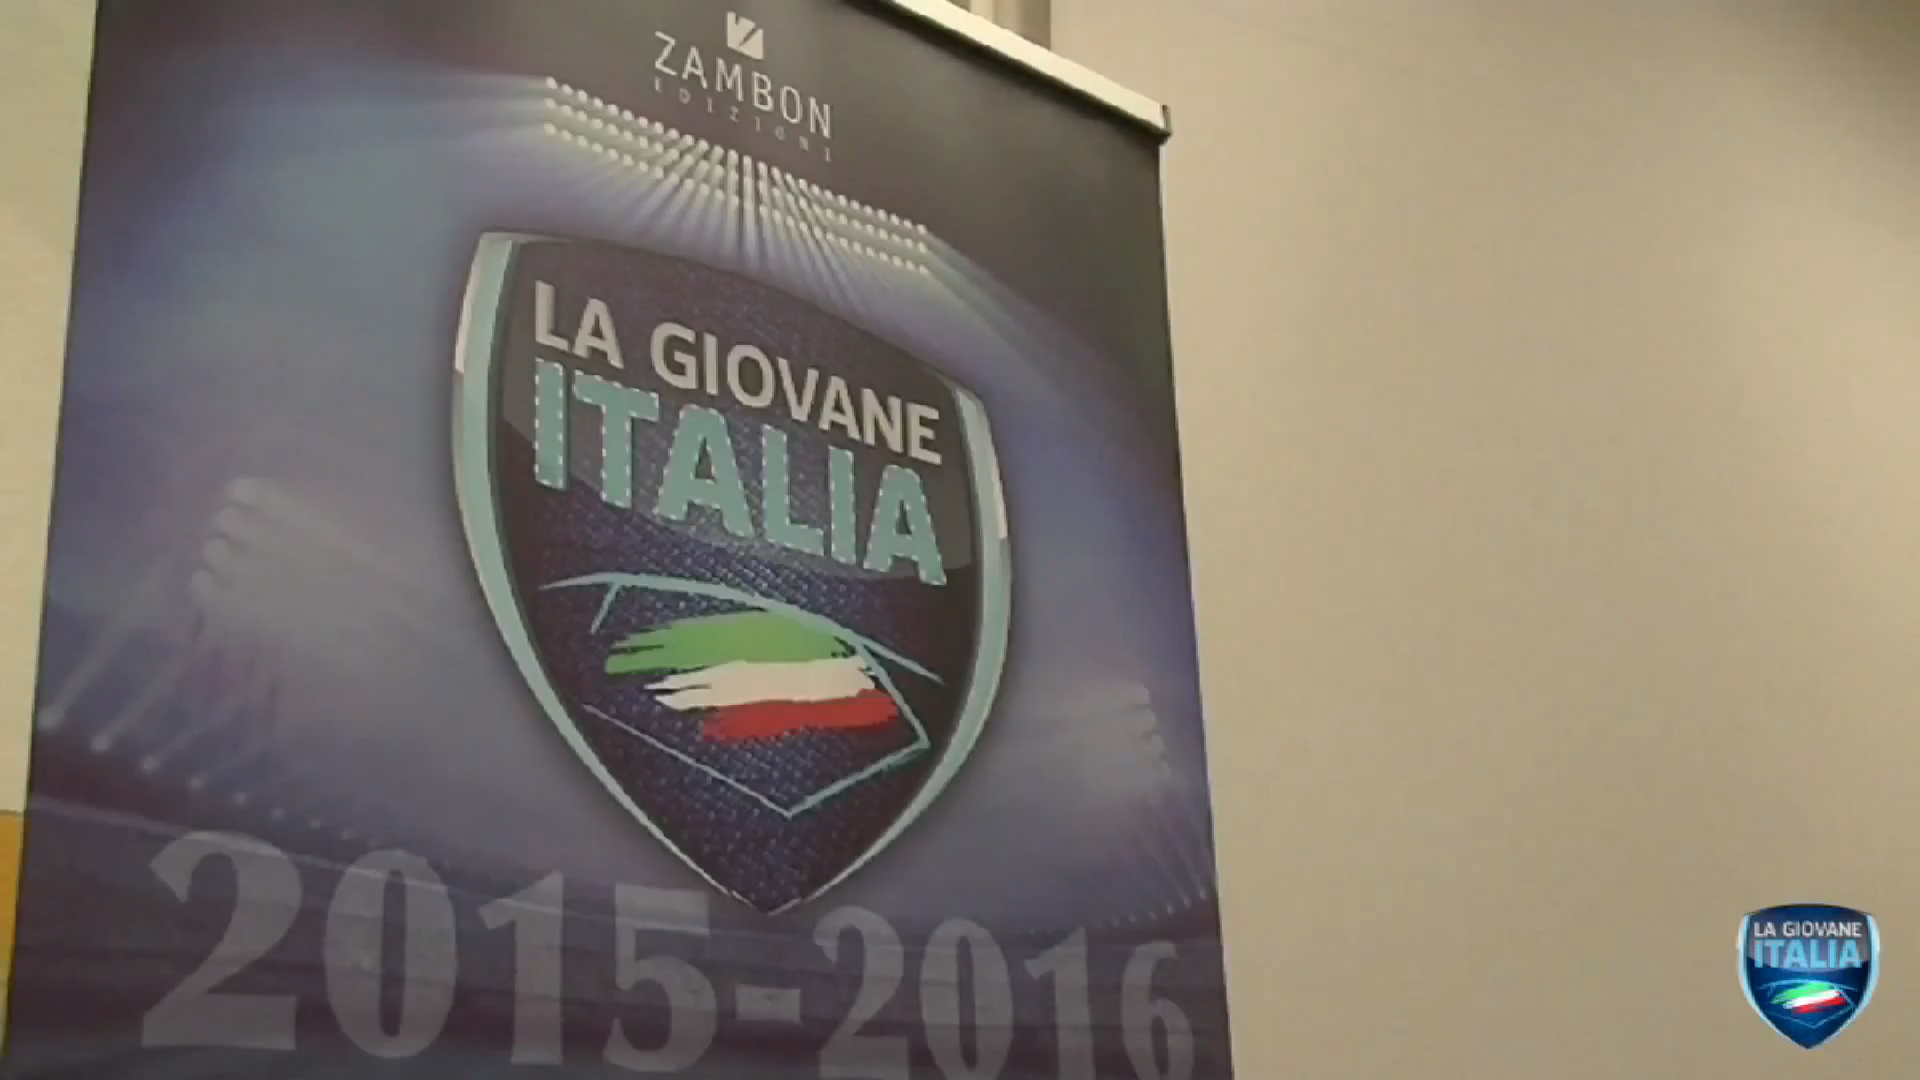 ZAMBON
EDIZIONI
LA GIOVANE
ITALIA
2015-2016
LA GIOVANE
ITALIA